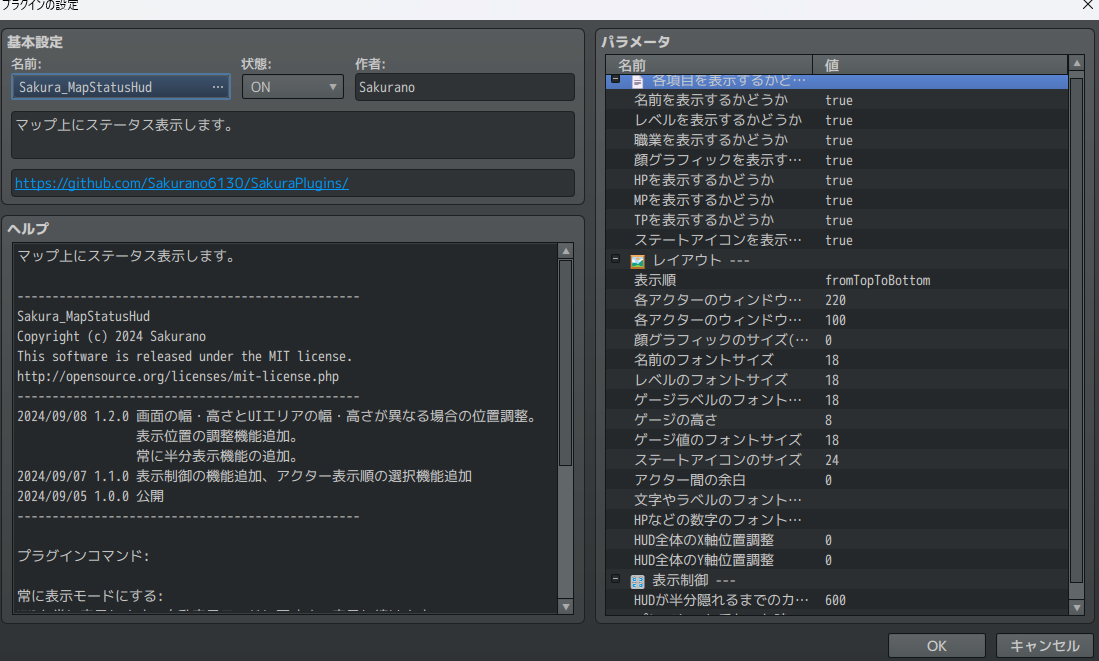 プラグインの設定
基本設定
名前:
状態:
作者:
Sakura_MapStatusHud ...
ON
Sakurano
マップ上にステータス表示します。
https://github.com/Sakurano6130/SakuraPlugins/
ヘルプ
マップ上にステータス表示します。
----------------------------------------------
Sakura_MapStatusHud
Copyright (c) 2024 Sakurano
This software is released under the MIT license.
http://opensource.org/licenses/mit-license.php
----------------------------------------------
2024/09/08 1.2.0 画面の幅・高さとUIエリアの幅・高さが異なる場合の位置調整。
表示位置の調整機能追加。
常に半分表示機能の追加。
2024/09/07 1.1.0 表示制御の機能追加、アクター表示順の選択機能追加
2024/09/05 1.0.0 公開
----------------------------------------------
プラグインコマンド:
常に表示モードにする:
パラメータ
名前 値
各項目を表示するかど…
名前を表示するかどうか true
レベルを表示するかどうか true
職業を表示するかどうか true
顔グラフィックを表示す… true
HPを表示するかどうか true
MPを表示するかどうか true
TPを表示するかどうか true
ステートアイコンを表示… true
レイアウト ---
表示順 fromTopToBottom
各アクターのウィンドウ… 220
各アクターのウィンドウ… 100
顔グラフィックのサイズ(… 0
名前のフォントサイズ 18
レベルのフォントサイズ 18
ゲージラベルのフォント… 18
ゲージの高さ 8
ゲージ値のフォントサイズ 18
ステートアイコンのサイズ 24
アクター間の余白 0
文字やラベルのフォント…
HPなどの数字のフォント…
HUD全体のX軸位置調整 0
HUD全体のY軸位置調整 0
表示制御 ---
HUDが半分隠れるまでのカ… 600
OK
キャンセル